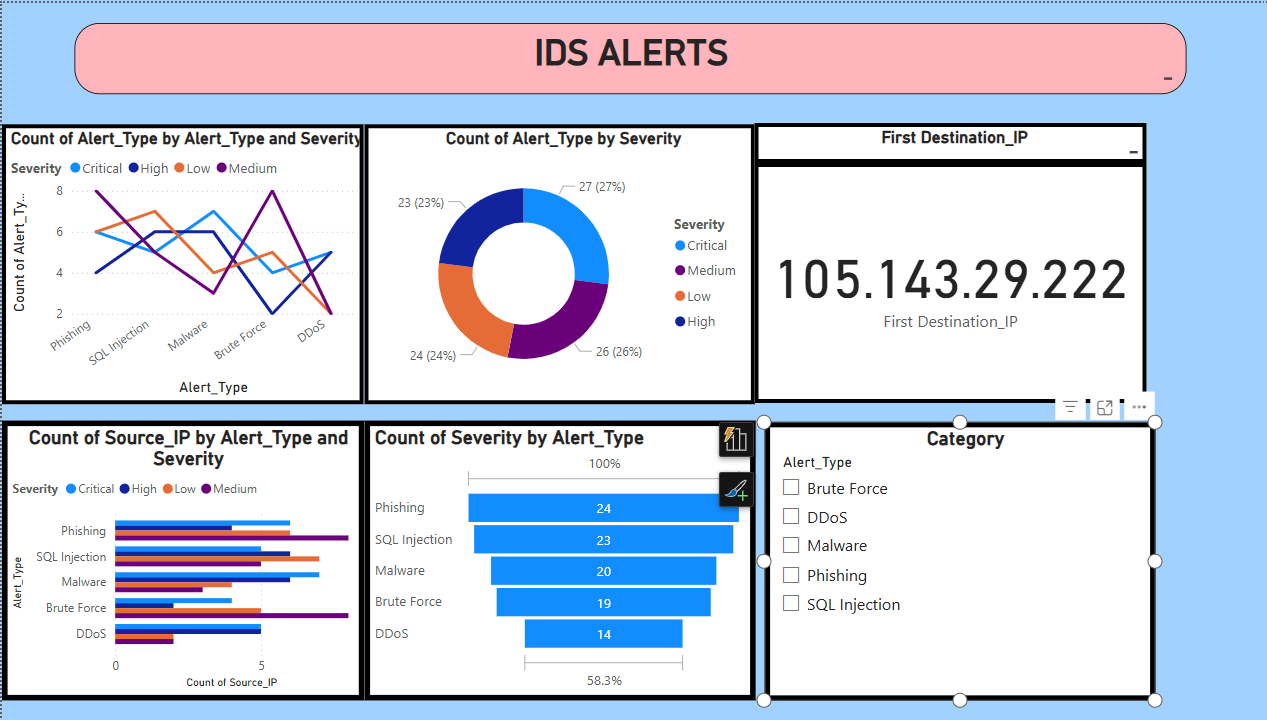 IDS ALERTS
Count of Alert_Type by Alert_Type and Severity
Severity Critical High Low Medium
Count of Alert_Ty...
8
6
4
2
Phishing
SQL Injection
Malware
Brute Force
DDoS
Alert_Type
Count of Alert_Type by Severity
27 (27%)
23 (23%)
24 (24%)
26 (26%)
Severity
Critical
Medium
Low
High
First Destination_IP
105.143.29.222
First Destination_IP
Count of Source_IP by Alert_Type and
Severity
Severity Critical High Low Medium
Alert_Type
Phishing
SQL Injection
Malware
Brute Force
DDoS
0 5
Count of Source_IP
Count of Severity by Alert_Type
100%
Phishing 24
SQL Injection 23
Malware 20
Brute Force 19
DDoS 14
58.3%
Category
Alert_Type
Brute Force
DDoS
Malware
Phishing
SQL Injection